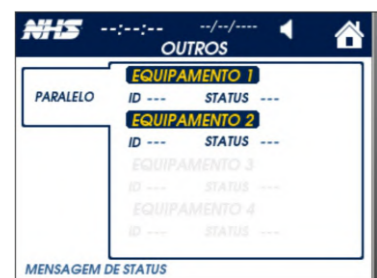 NHS --:--:-- --/--/----
OUTROS
EQUIPAMENTO 1
PARALELO ID --- STATUS ---
EQUIPAMENTO 2
ID --- STATUS ---
EQUIPAMENTO 3
ID --- STATUS ---
EQUIPAMENTO 4
ID --- STATUS ---
MENSAGEM DE STATUS